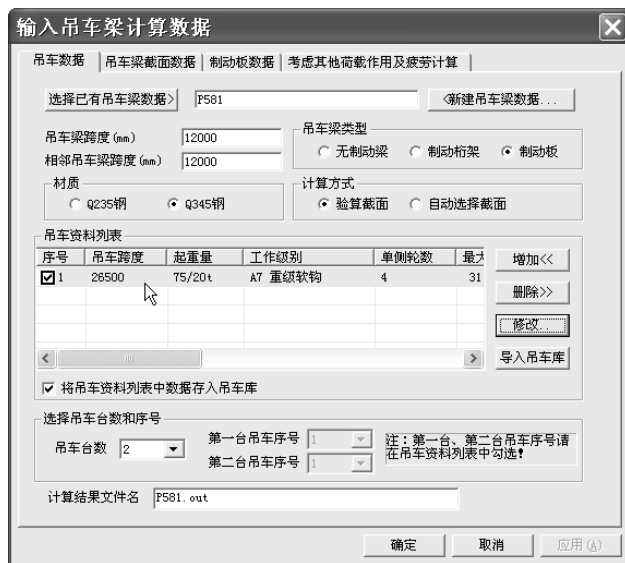 输入吊车梁计算数据
吊车数据 吊车梁截面数据 制动板数据 考虑其他荷载作用及疲劳计算
选择已有吊车梁数据> P581 <新建吊车梁数据...
吊车梁跨度(mm) 12000
相邻吊车梁跨度(mm) 12000
吊车梁类型
无制动梁 制动桁架 制动板
材质
Q235钢 Q345钢
计算方式
验算截面 自动选择截面
吊车资料列表
序号 吊车跨度 起重量 工作级别 单侧轮数 最大
1 26500 75/20t A7 重级软钩 4 31
增加<<
删除>>
修改..
导入吊车库
将吊车资料列表中数据存入吊车库
选择吊车台数和序号
吊车台数 2
第一台吊车序号 1
第二台吊车序号 1
注:第一台、第二台吊车序号请
在吊车资料列表中勾选!
计算结果文件名 P581.out
确定 取消 应用(A)